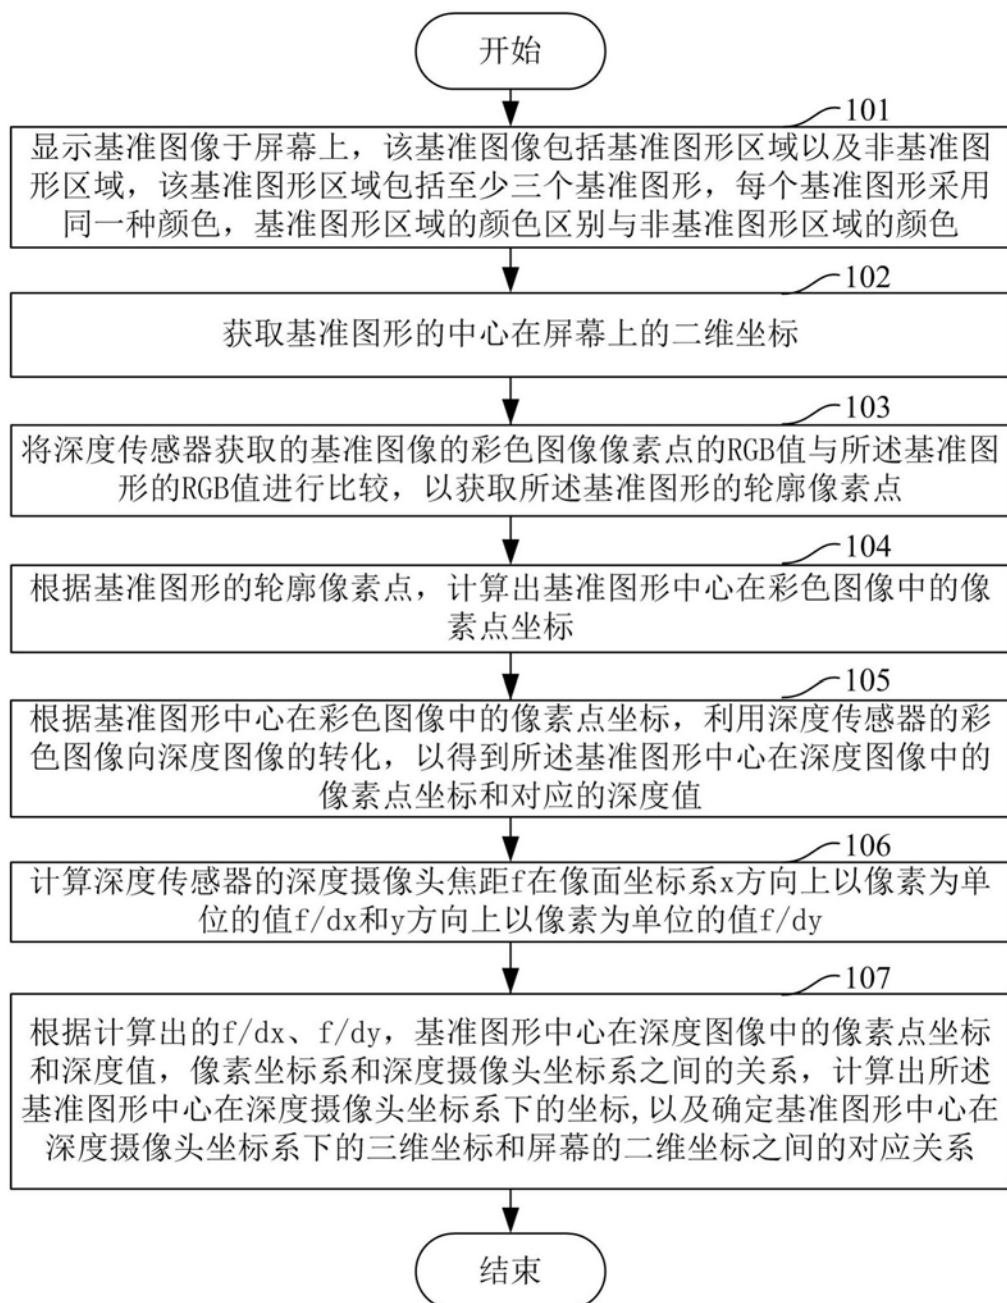 开始
101
显示基准图像于屏幕上，该基准图像包括基准图形区域以及非基准图
形区域，该基准图形区域包括至少三个基准图形，每个基准图形采用
同一种颜色，基准图形区域的颜色区别与非基准图形区域的颜色
102
获取基准图形的中心在屏幕上的二维坐标
103
将深度传感器获取的基准图像的彩色图像像素点的RGB值与所述基准图
形的RGB值进行比较，以获取所述基准图形的轮廓像素点
104
根据基准图形的轮廓像素点，计算出基准图形中心在彩色图像中的像
素点坐标
105
根据基准图形中心在彩色图像中的像素点坐标，利用深度传感器的彩
色图像向深度图像的转化，以得到所述基准图形中心在深度图像中的
像素点坐标和对应的深度值
106
计算深度传感器的深度摄像头焦距f在像面坐标系x方向上以像素为单
位的值f/dx和y方向上以像素为单位的值f/dy
107
根据计算出的f/dx、f/dy，基准图形中心在深度图像中的像素点坐标
和深度值，像素坐标系和深度摄像头坐标系之间的关系，计算出所述
基准图形中心在深度摄像头坐标系下的坐标,以及确定基准图形中心在
深度摄像头坐标系下的三维坐标和屏幕的二维坐标之间的对应关系
结束